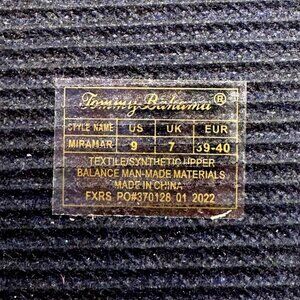 Tommy Bahama®
STYLE NAME US UK EUR
MIRAMAR 9 7 39-40
TEXTILE/SYNTHETIC UPPER
BALANCE MAN-MADE MATERIALS
MADE IN CHINA
FXRS PO#370128 01 2022